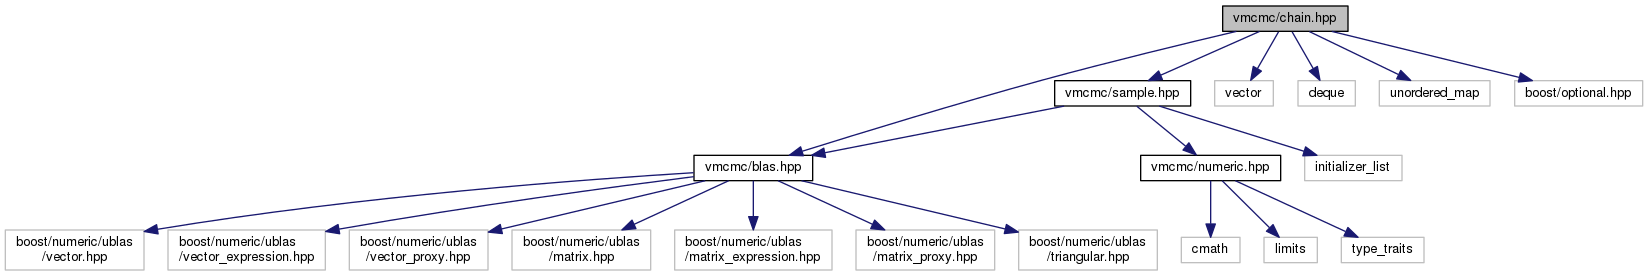 vmcmc/chain.hpp
vmcmc/sample.hpp
vector
deque
unordered_map
boost/optional.hpp
vmcmc/blas.hpp
vmcmc/numeric.hpp
initializer_list
boost/numeric/ublas
/vector.hpp
boost/numeric/ublas
/vector_expression.hpp
boost/numeric/ublas
/vector_proxy.hpp
boost/numeric/ublas
/matrix.hpp
boost/numeric/ublas
/matrix_expression.hpp
boost/numeric/ublas
/matrix_proxy.hpp
boost/numeric/ublas
/triangular.hpp
cmath
limits
type_traits